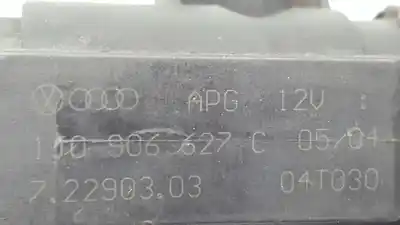 APG 12V :
1J0 906 627 C 05/04
7.22903.03 04T030